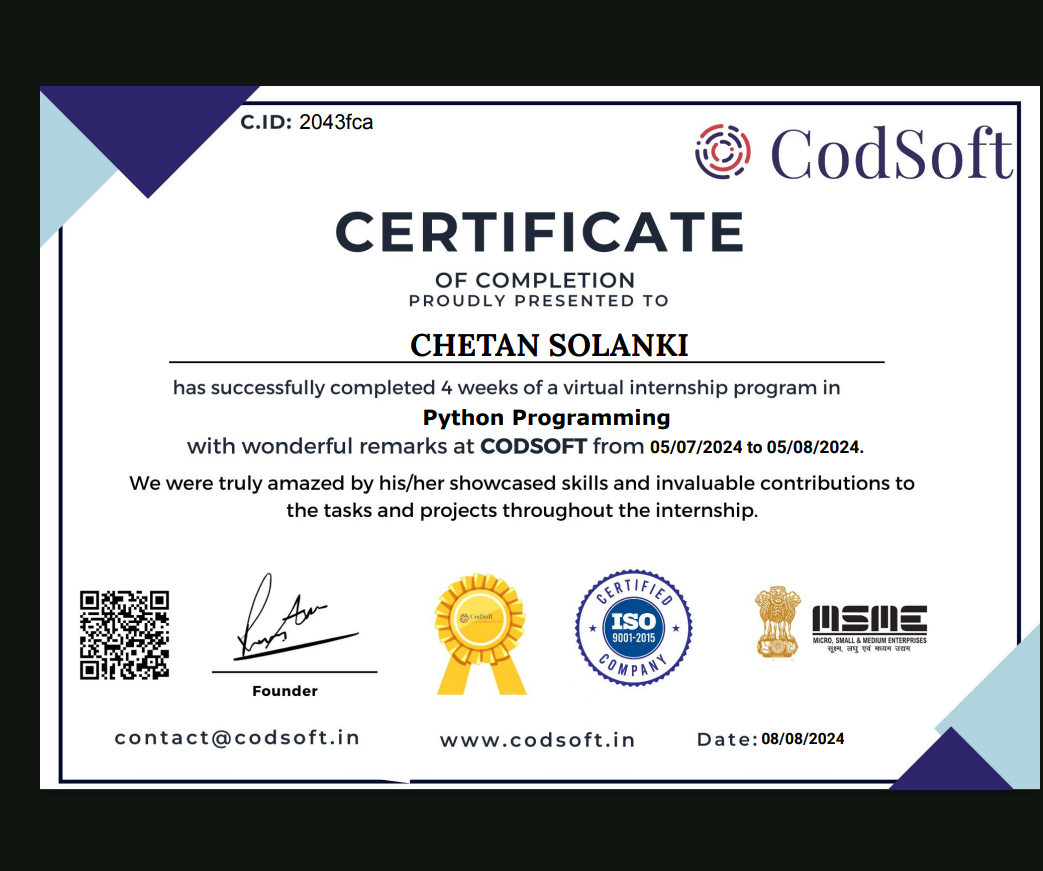 C.ID: 2043fca
CodSoft
CERTIFICATE
OF COMPLETION
PROUDLY PRESENTED TO
CHETAN SOLANKI
has successfully completed 4 weeks of a virtual internship program in
Python Programming
with wonderful remarks at CODSOFT from 05/07/2024 to 05/08/2024.
We were truly amazed by his/her showcased skills and invaluable contributions to
the tasks and projects throughout the internship.
Founder
CodSoft
CERTIFIED
ISO
9001-2015
COMPANY
MSME
MICRO, SMALL & MEDIUM ENTERPRISES
सूक्ष्म, लघु एवं मध्यम उद्यम
contact@codsoft.in
www.codsoft.in
Date: 08/08/2024